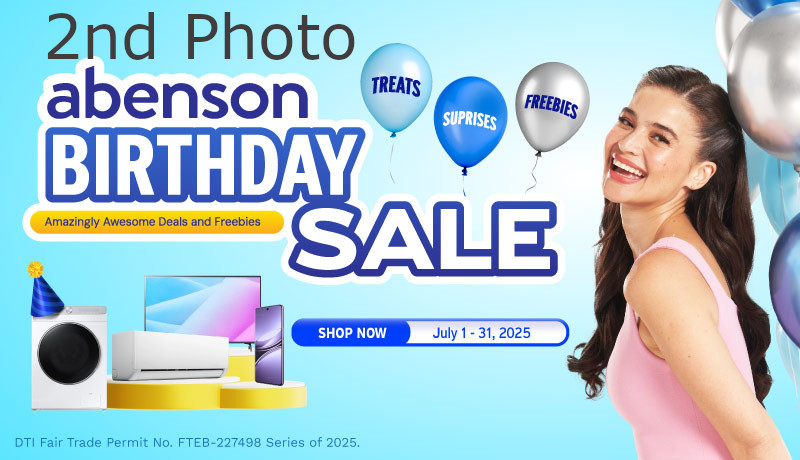 2nd Photo
abenson
BIRTHDAY
Amazingly Awesome Deals and Freebies
SALE
TREATS
SUPRISES
FREEBIES
SHOP NOW
July 1 - 31, 2025
DTI Fair Trade Permit No. FTEB-227498 Series of 2025.